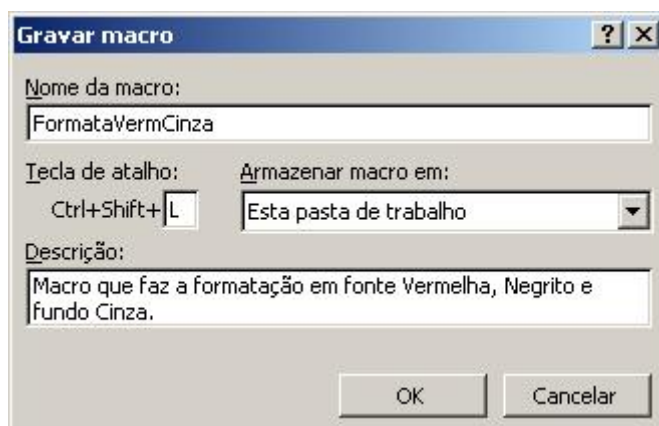 Gravar macro
Nome da macro:
FormataVermCinza
Tecla de atalho: Armazenar macro em:
Ctrl+Shift+ L Esta pasta de trabalho
Descrição:
Macro que faz a formatação em fonte Vermelha, Negrito e
fundo Cinza.
OK Cancelar